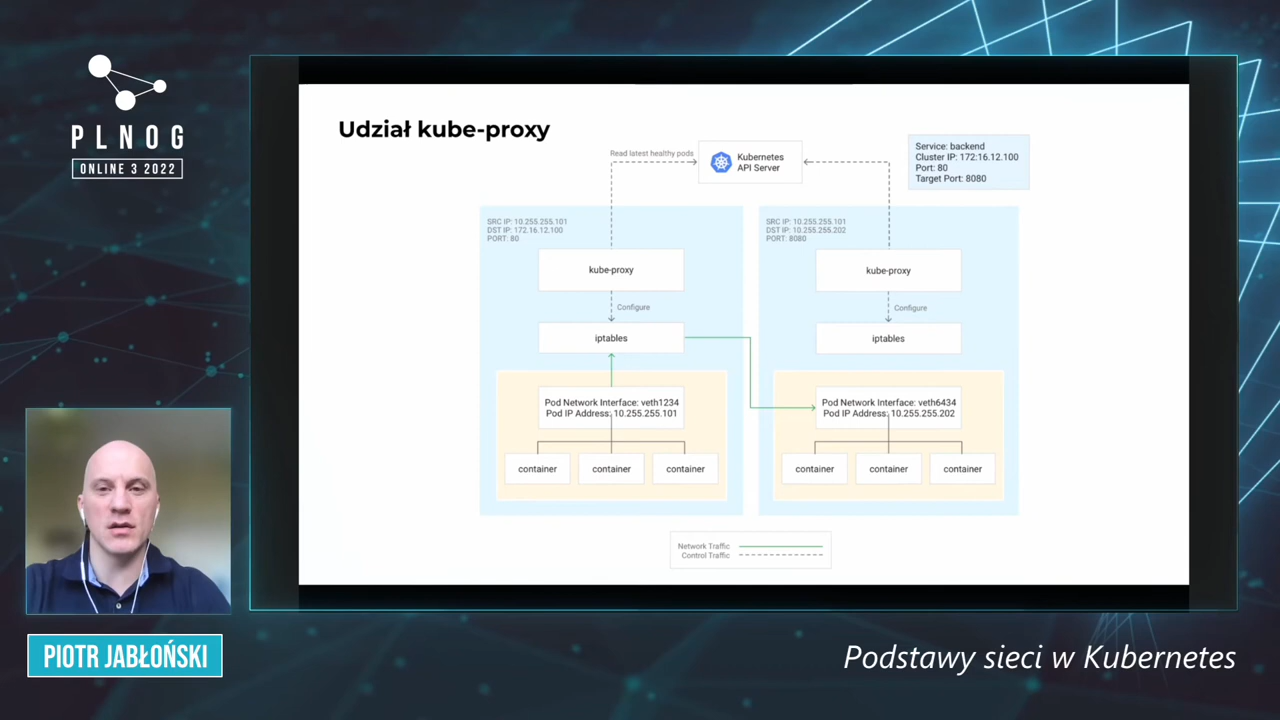 PLNOG
ONLINE 3 2022
Udział kube-proxy
Read latest healthy pods
Kubernetes
API Server
Service: backend
Cluster IP: 172.16.12.100
Port: 80
Target Port: 8080
SRC IP: 10.255.255.101
DST IP: 172.16.12.100
PORT: 80
kube-proxy
Configure
iptables
Pod Network Interface: veth1234
Pod IP Address: 10.255.255.101
container
container
container
SRC IP: 10.255.255.101
DST IP: 10.255.255.202
PORT: 8080
kube-proxy
Configure
iptables
Pod Network Interface: veth6434
Pod IP Address: 10.255.255.202
container
container
container
Network Traffic
Control Traffic
PIOTR JABŁOŃSKI
Podstawy sieci w Kubernetes